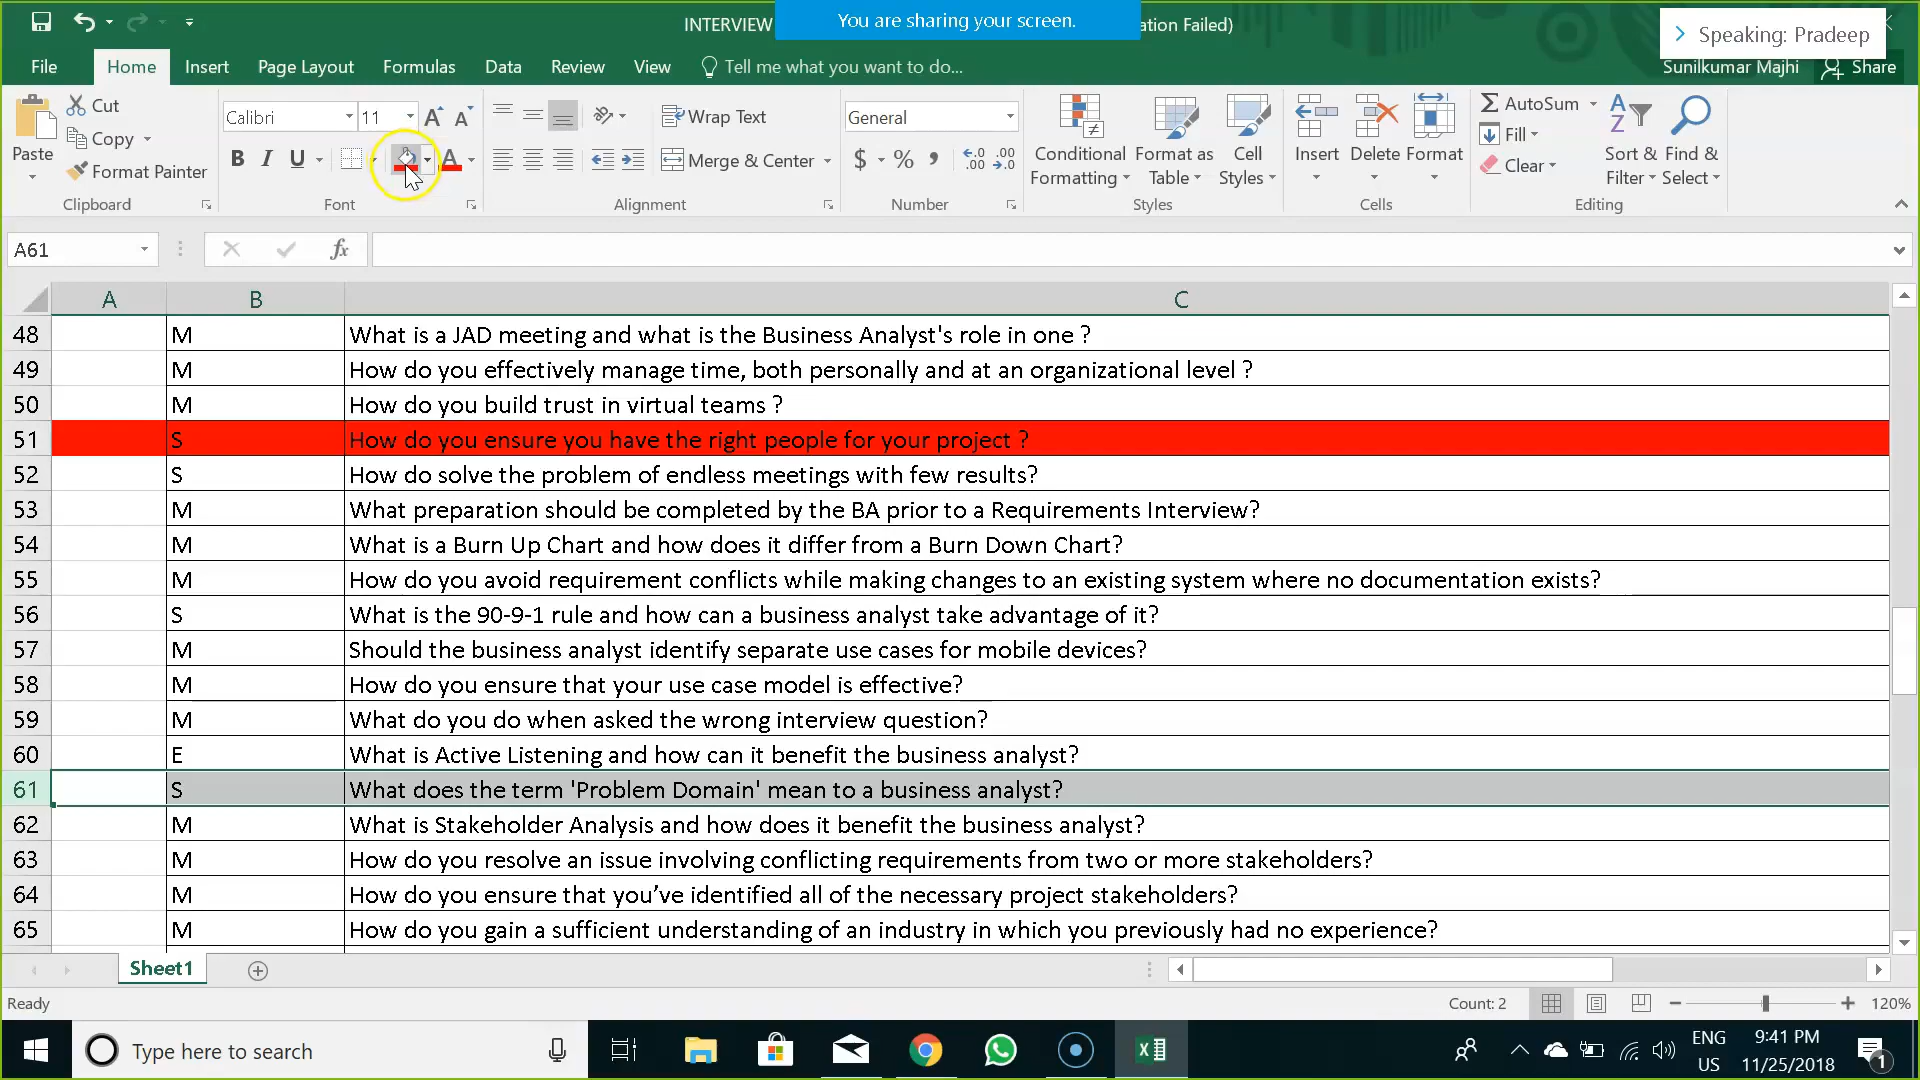 INTERVIEW
You are sharing your screen.
ation Failed)
Speaking: Pradeep
File Home Insert Page Layout Formulas Data Review View Tell me what you want to do...
Sunilkumar Majhi Share
Paste
Cut
Copy
Format Painter
Clipboard
Calibri 11
B I U A
Font
Wrap Text
Merge & Center
Alignment
General
$ % , .00 .00
Number
Conditional Formatting
Format as Table
Cell Styles
Styles
Insert Delete Format
Cells
AutoSum
Fill
Clear
Sort & Filter
Find & Select
Editing
A61
fx
A B C
48 M What is a JAD meeting and what is the Business Analyst's role in one ?
49 M How do you effectively manage time, both personally and at an organizational level ?
50 M How do you build trust in virtual teams ?
51 S How do you ensure you have the right people for your project ?
52 S How do solve the problem of endless meetings with few results?
53 M What preparation should be completed by the BA prior to a Requirements Interview?
54 M What is a Burn Up Chart and how does it differ from a Burn Down Chart?
55 M How do you avoid requirement conflicts while making changes to an existing system where no documentation exists?
56 S What is the 90-9-1 rule and how can a business analyst take advantage of it?
57 M Should the business analyst identify separate use cases for mobile devices?
58 M How do you ensure that your use case model is effective?
59 M What do you do when asked the wrong interview question?
60 E What is Active Listening and how can it benefit the business analyst?
61 S What does the term 'Problem Domain' mean to a business analyst?
62 M What is Stakeholder Analysis and how does it benefit the business analyst?
63 M How do you resolve an issue involving conflicting requirements from two or more stakeholders?
64 M How do you ensure that you’ve identified all of the necessary project stakeholders?
65 M How do you gain a sufficient understanding of an industry in which you previously had no experience?
Sheet1
Ready
Count: 2
120%
Type here to search
ENG
US
9:41 PM
11/25/2018
1